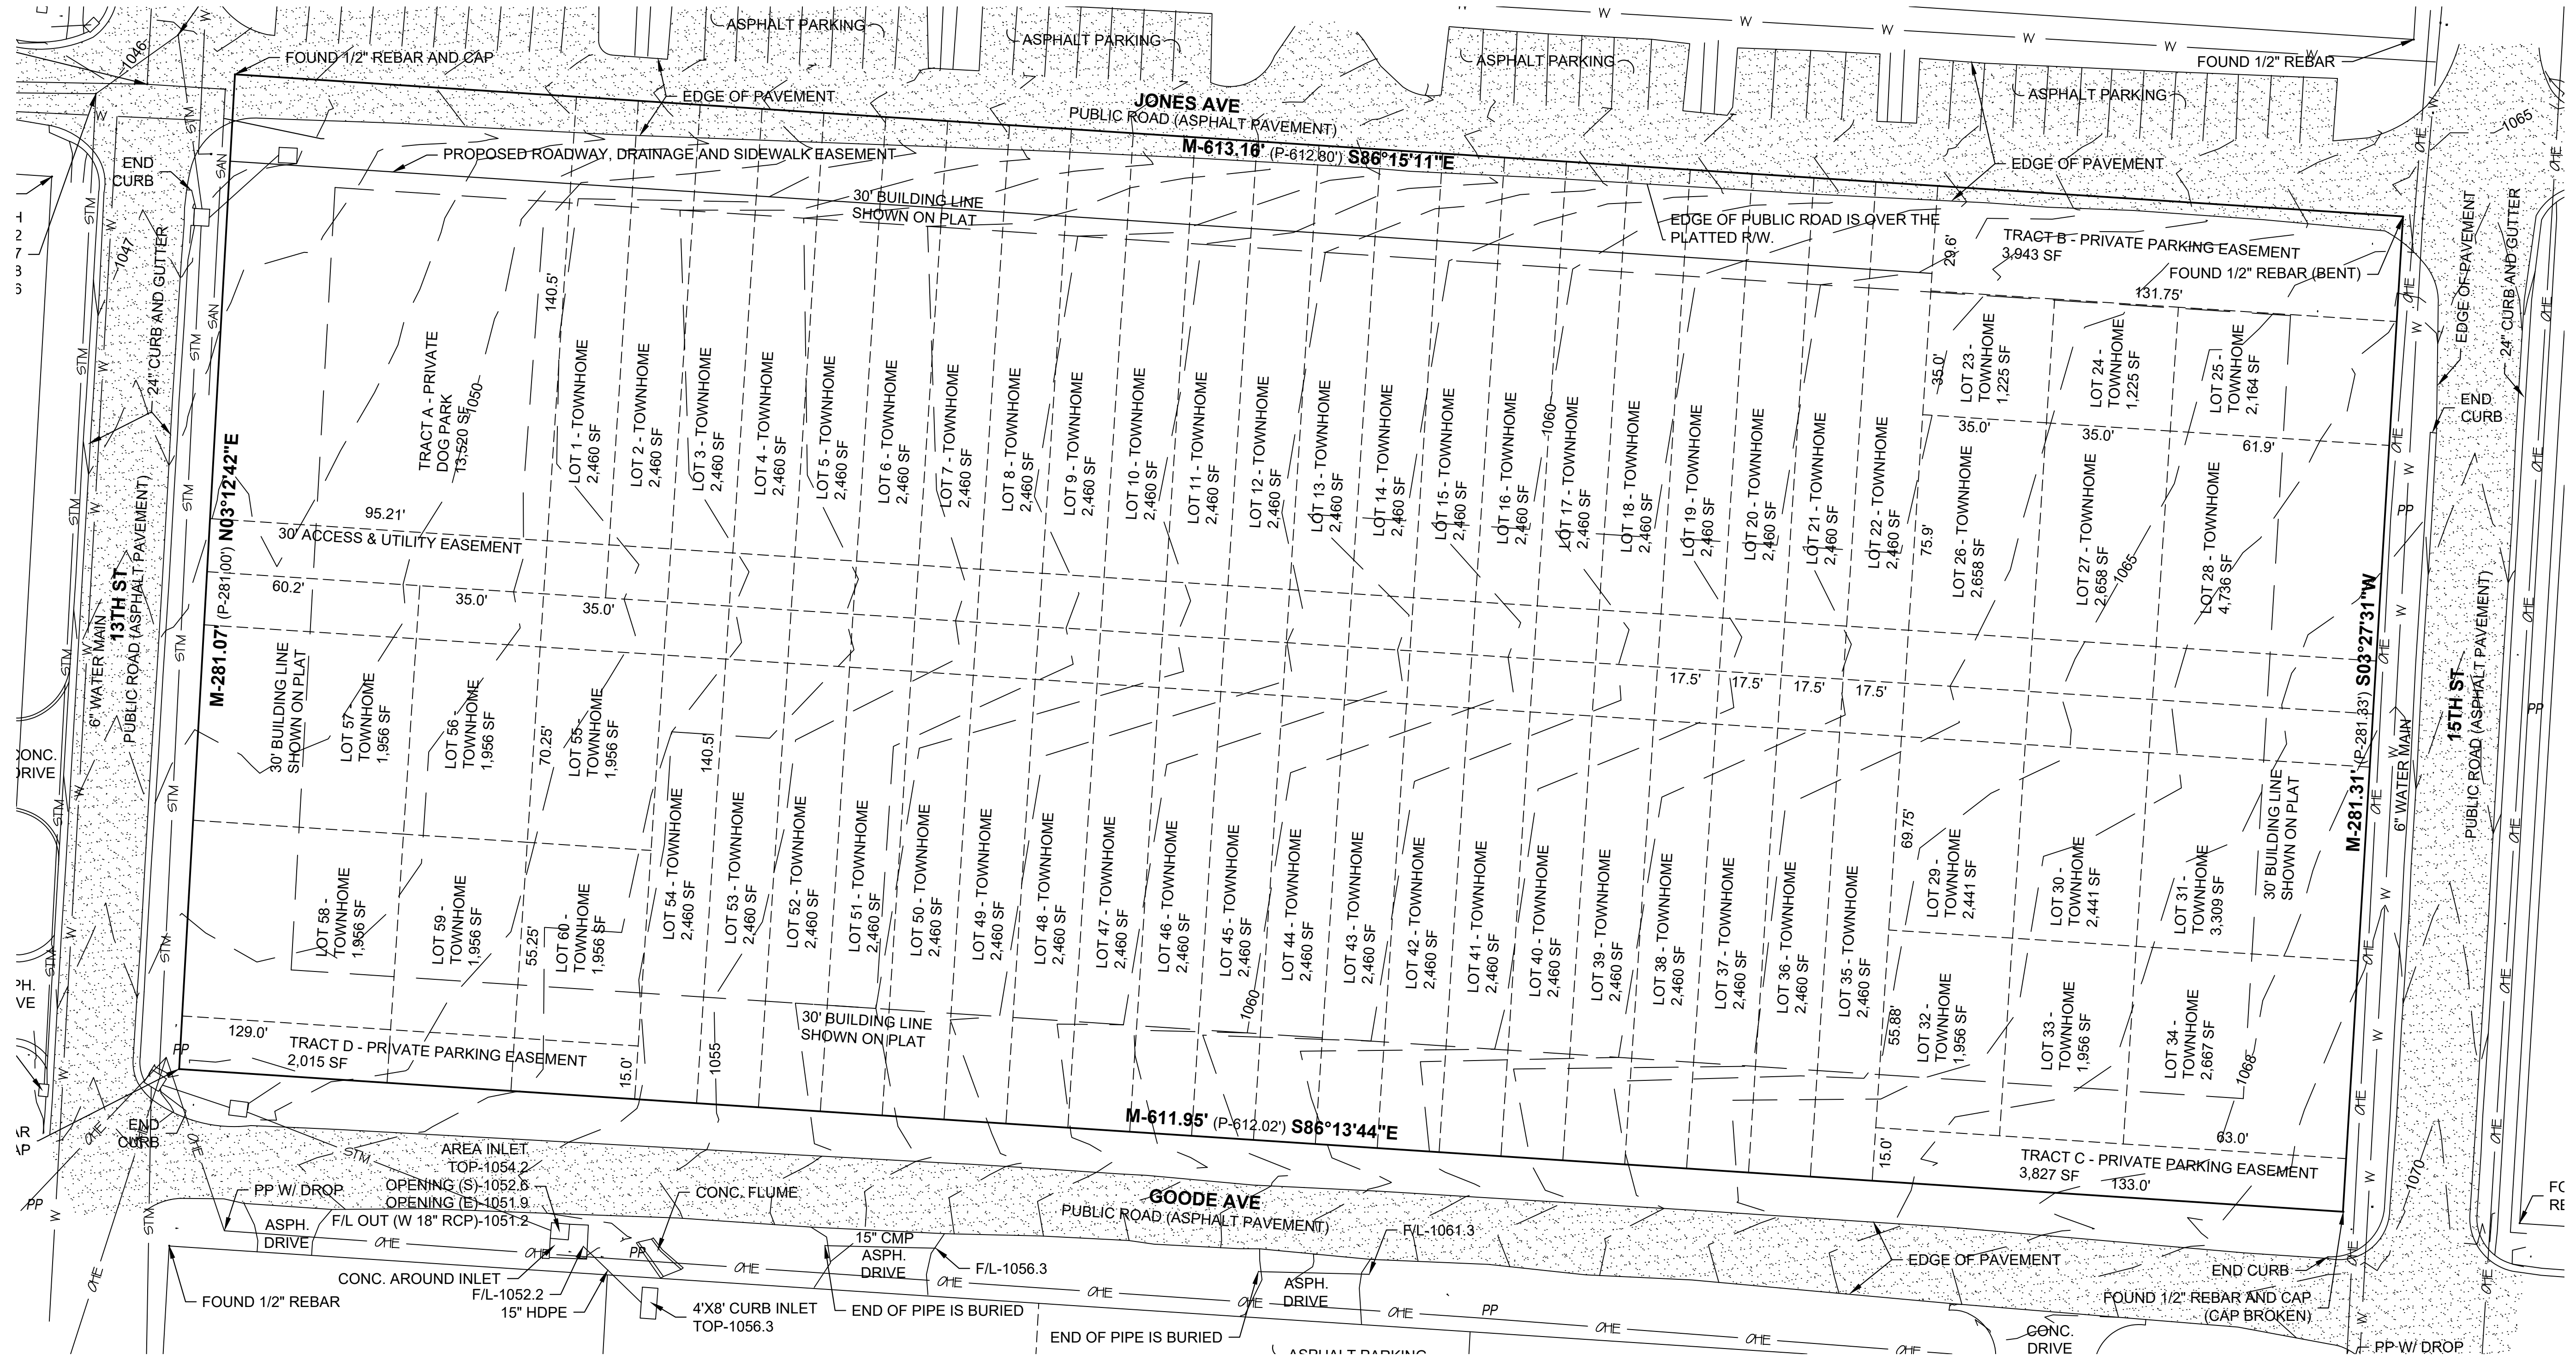 ASPHALT PARKING
ASPHALT PARKING
ASPHALT PARKING
ASPHALT PARKING
1046
FOUND 1/2" REBAR AND CAP
FOUND 1/2" REBAR
EDGE OF PAVEMENT
JONES AVE
PUBLIC ROAD (ASPHALT PAVEMENT)
M-613.16' (P-612.80') S86°15'11"E
EDGE OF PAVEMENT
1065
END
CURB
PROPOSED ROADWAY, DRAINAGE AND SIDEWALK EASEMENT
30' BUILDING LINE
SHOWN ON PLAT
EDGE OF PUBLIC ROAD IS OVER THE
PLATTED R/W.
29.6'
TRACT B - PRIVATE PARKING EASEMENT
3,943 SF
FOUND 1/2" REBAR (BENT)
131.75'
1047
24" CURB AND GUTTER
EDGE OF PAVEMENT
24" CURB AND GUTTER
END
CURB
140.5'
TRACT A - PRIVATE
DOG PARK
13,520 SF
1050
LOT 1 - TOWNHOME
2,460 SF
LOT 2 - TOWNHOME
2,460 SF
LOT 3 - TOWNHOME
2,460 SF
LOT 4 - TOWNHOME
2,460 SF
LOT 5 - TOWNHOME
2,460 SF
LOT 6 - TOWNHOME
2,460 SF
LOT 7 - TOWNHOME
2,460 SF
LOT 8 - TOWNHOME
2,460 SF
LOT 9 - TOWNHOME
2,460 SF
LOT 10 - TOWNHOME
2,460 SF
LOT 11 - TOWNHOME
2,460 SF
LOT 12 - TOWNHOME
2,460 SF
LOT 13 - TOWNHOME
2,460 SF
LOT 14 - TOWNHOME
2,460 SF
LOT 15 - TOWNHOME
2,460 SF
LOT 16 - TOWNHOME
2,460 SF
1060
LOT 17 - TOWNHOME
2,460 SF
LOT 18 - TOWNHOME
2,460 SF
LOT 19 - TOWNHOME
2,460 SF
LOT 20 - TOWNHOME
2,460 SF
LOT 21 - TOWNHOME
2,460 SF
LOT 22 - TOWNHOME
2,460 SF
35.0'
LOT 23 -
TOWNHOME
1,225 SF
LOT 24 -
TOWNHOME
1,225 SF
LOT 25 -
TOWNHOME
2,164 SF
35.0'
35.0'
61.9'
75.9'
LOT 26 - TOWNHOME
2,658 SF
LOT 27 - TOWNHOME
2,658 SF
1065
LOT 28 - TOWNHOME
4,736 SF
M-281.07' (P-281.00') N03°12'42"E
95.21'
30' ACCESS & UTILITY EASEMENT
60.2'
35.0'
35.0'
17.5'
17.5'
17.5'
17.5'
13TH ST
PUBLIC ROAD (ASPHALT PAVEMENT)
6" WATER MAIN
M-281.31' (P-281.33') S03°27'31"W
6" WATER MAIN
15TH ST
PUBLIC ROAD (ASPHALT PAVEMENT)
PP
PP
CONC.
30' BUILDING LINE
SHOWN ON PLAT
LOT 57 -
TOWNHOME
1,956 SF
LOT 56 -
TOWNHOME
1,956 SF
70.25'
LOT 55 -
TOWNHOME
1,956 SF
140.5'
LOT 58 -
TOWNHOME
1,956 SF
LOT 59 -
TOWNHOME
1,956 SF
55.25'
LOT 60 -
TOWNHOME
1,956 SF
LOT 54 - TOWNHOME
2,460 SF
LOT 53 - TOWNHOME
2,460 SF
LOT 52 - TOWNHOME
2,460 SF
LOT 51 - TOWNHOME
2,460 SF
LOT 50 - TOWNHOME
2,460 SF
LOT 49 - TOWNHOME
2,460 SF
LOT 48 - TOWNHOME
2,460 SF
LOT 47 - TOWNHOME
2,460 SF
LOT 46 - TOWNHOME
2,460 SF
LOT 45 - TOWNHOME
2,460 SF
1060
LOT 44 - TOWNHOME
2,460 SF
LOT 43 - TOWNHOME
2,460 SF
LOT 42 - TOWNHOME
2,460 SF
LOT 41 - TOWNHOME
2,460 SF
LOT 40 - TOWNHOME
2,460 SF
LOT 39 - TOWNHOME
2,460 SF
LOT 38 - TOWNHOME
2,460 SF
LOT 37 - TOWNHOME
2,460 SF
LOT 36 - TOWNHOME
2,460 SF
LOT 35 - TOWNHOME
2,460 SF
69.75'
LOT 29 -
TOWNHOME
2,441 SF
LOT 30 -
TOWNHOME
2,441 SF
LOT 31 -
TOWNHOME
3,309 SF
30' BUILDING LINE
SHOWN ON PLAT
55.88'
LOT 32 -
TOWNHOME
1,956 SF
LOT 33 -
TOWNHOME
1,956 SF
LOT 34 -
TOWNHOME
2,667 SF
1068
129.0'
TRACT D - PRIVATE PARKING EASEMENT
2,015 SF
15.0'
1055
30' BUILDING LINE
SHOWN ON PLAT
M-611.95' (P-612.02') S86°13'44"E
63.0'
15.0'
TRACT C - PRIVATE PARKING EASEMENT
3,827 SF
133.0'
1070
PP
END
CURB
AREA INLET
TOP-1054.2
OPENING (S)-1052.6
OPENING (E)-1051.9
F/L OUT (W 18" RCP)-1051.2
PP W/ DROP
ASPH.
DRIVE
CONC. FLUME
GOODE AVE
PUBLIC ROAD (ASPHALT PAVEMENT)
F/L-1061.3
15" CMP
ASPH.
DRIVE
F/L-1056.3
CONC. AROUND INLET
F/L-1052.2
15" HDPE
FOUND 1/2" REBAR
4'X8' CURB INLET
TOP-1056.3
END OF PIPE IS BURIED
ASPH.
DRIVE
END OF PIPE IS BURIED
PP
EDGE OF PAVEMENT
END CURB
FOUND 1/2" REBAR AND CAP
(CAP BROKEN)
CONC.
DRIVE
PP W/ DROP